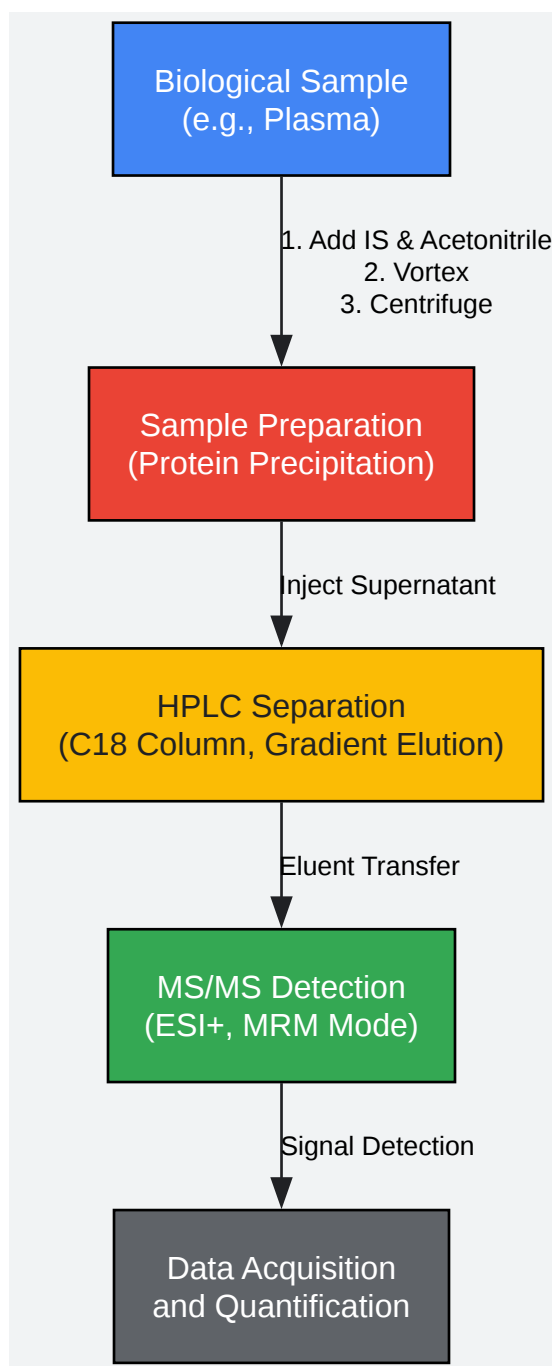 Biological Sample
(e.g., Plasma)
1. Add IS & Acetonitrile
2. Vortex
3. Centrifuge
Sample Preparation
(Protein Precipitation)
Inject Supernatant
HPLC Separation
(C18 Column, Gradient Elution)
Eluent Transfer
MS/MS Detection
(ESI+, MRM Mode)
Signal Detection
Data Acquisition
and Quantification